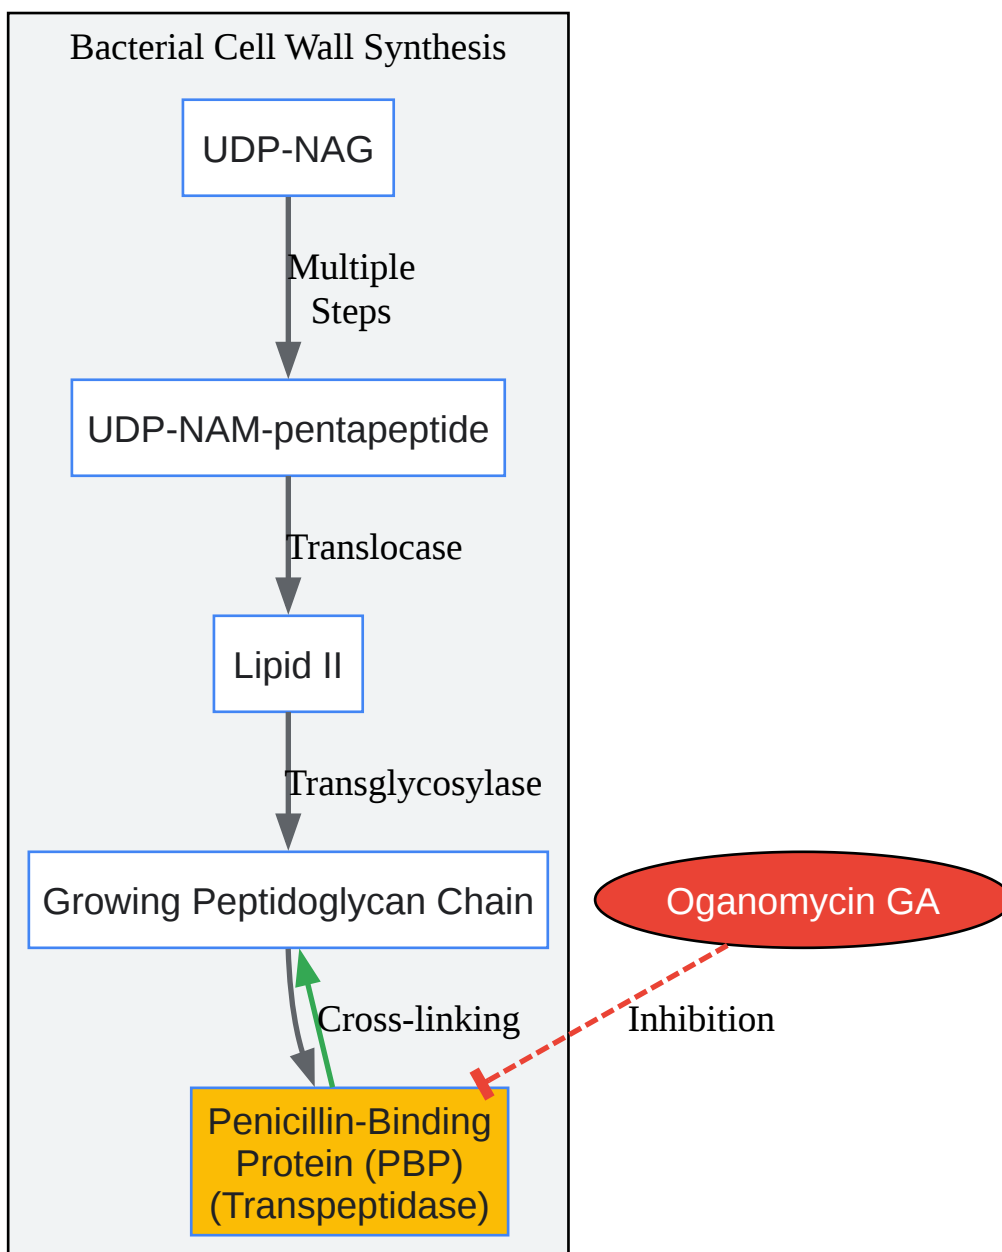 Bacterial Cell Wall Synthesis
UDP-NAG
Multiple
Steps
UDP-NAM-pentapeptide
Translocase
Lipid II
Transglycosylase
Growing Peptidoglycan Chain
Oganomycin GA
Cross-linking
Inhibition
Penicillin-Binding
Protein (PBP)
(Transpeptidase)